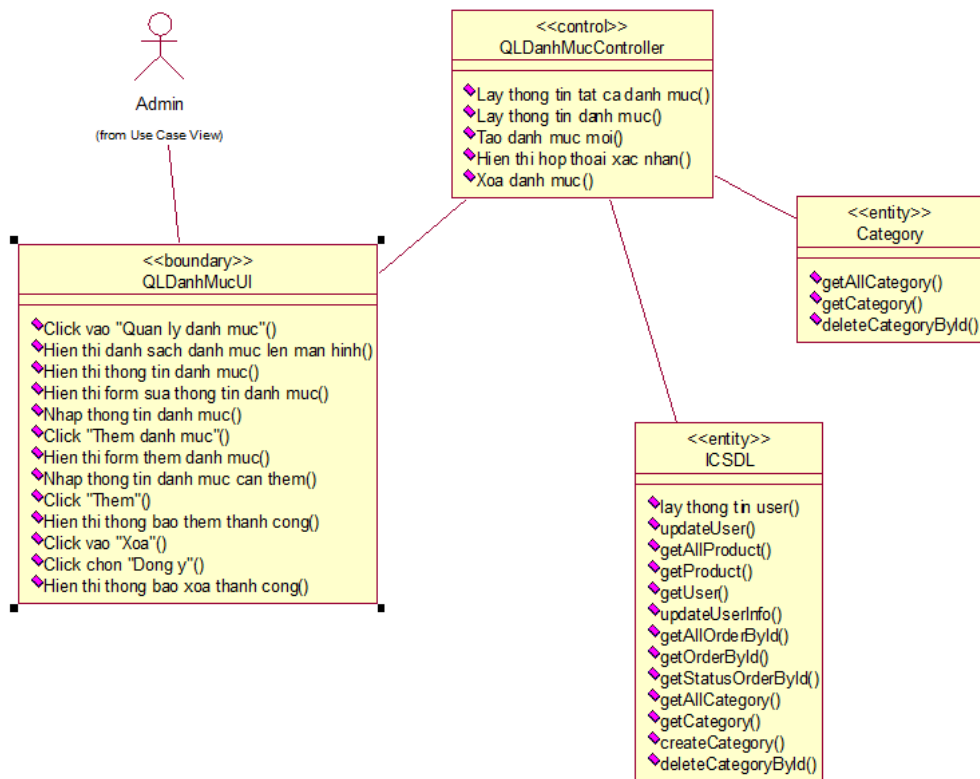 Admin
(from Use Case View)
<<control>>
QLDanhMucController
Lay thong tin tat ca danh muc()
Lay thong tin danh muc()
Tao danh muc moi()
Hien thi hop thoai xac nhan()
Xoa danh muc()
<<entity>>
Category
getAllCategory()
getCategory()
deleteCategoryById()
<<boundary>>
QLDanhMucUI
Click vao "Quan ly danh muc"()
Hien thi danh sach danh muc len man hinh()
Hien thi thong tin danh muc()
Hien thi form sua thong tin danh muc()
Nhap thong tin danh muc()
Click "Them danh muc"()
Hien thi form them danh muc()
Nhap thong tin danh muc can them()
Click "Them"()
Hien thi thong bao them thanh cong()
Click vao "Xoa"()
Click chon "Dong y"()
Hien thi thong bao xoa thanh cong()
<<entity>>
ICSDL
lay thong tin user()
updateUser()
getAllProduct()
getProduct()
getUser()
updateUserInfo()
getAllOrderById()
getOrderById()
getStatusOrderById()
getAllCategory()
getCategory()
createCategory()
deleteCategoryById()